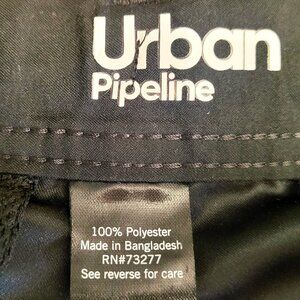 Urban
Pipeline
100% Polyester
Made in Bangladesh
RN#73277
See reverse for care